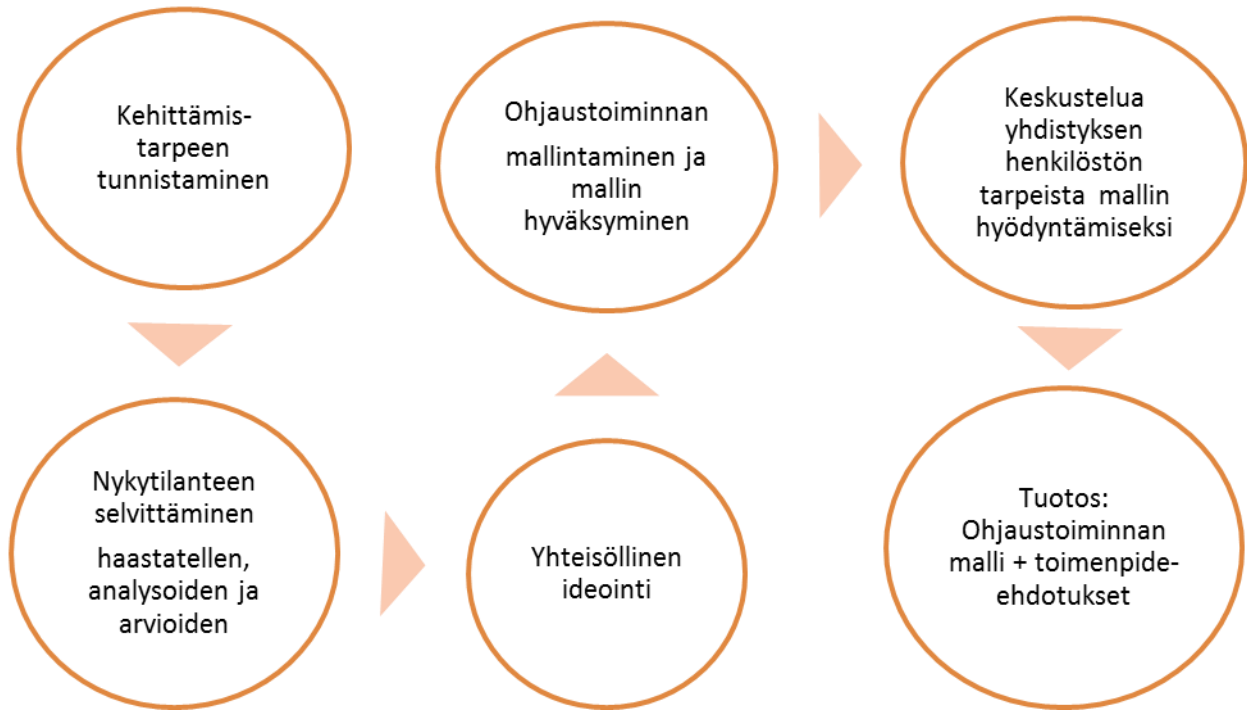 Kehittämis-
tarpeen
tunnistaminen
Nykytilanteen
selvittäminen
haastatellen,
analysoiden ja
arvioiden
Yhteisöllinen
ideointi
Ohjaustoiminnan
mallintaminen ja
mallin
hyväksyminen
Keskustelua
yhdistyksen
henkilöstön
tarpeista mallin
hyödyntämiseksi
Tuotos:
Ohjaustoiminnan
malli + toimenpide-
ehdotukset